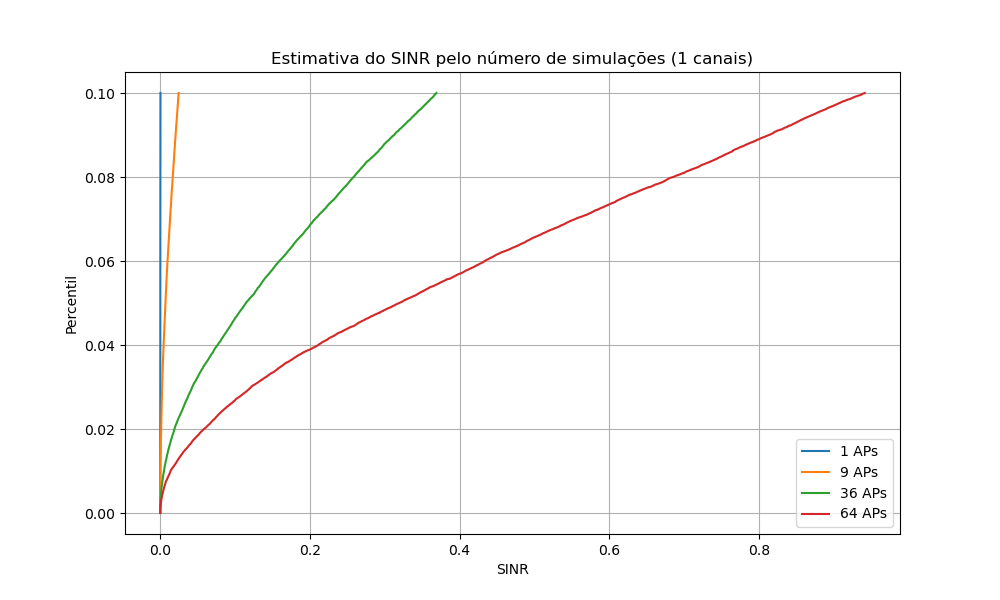 Estimativa do SINR pelo número de simulações (1 canais)
Percentil
0.10
0.08
0.06
0.04
0.02
0.00
0.0 0.2 0.4 0.6 0.8
SINR
1 APs
9 APs
36 APs
64 APs